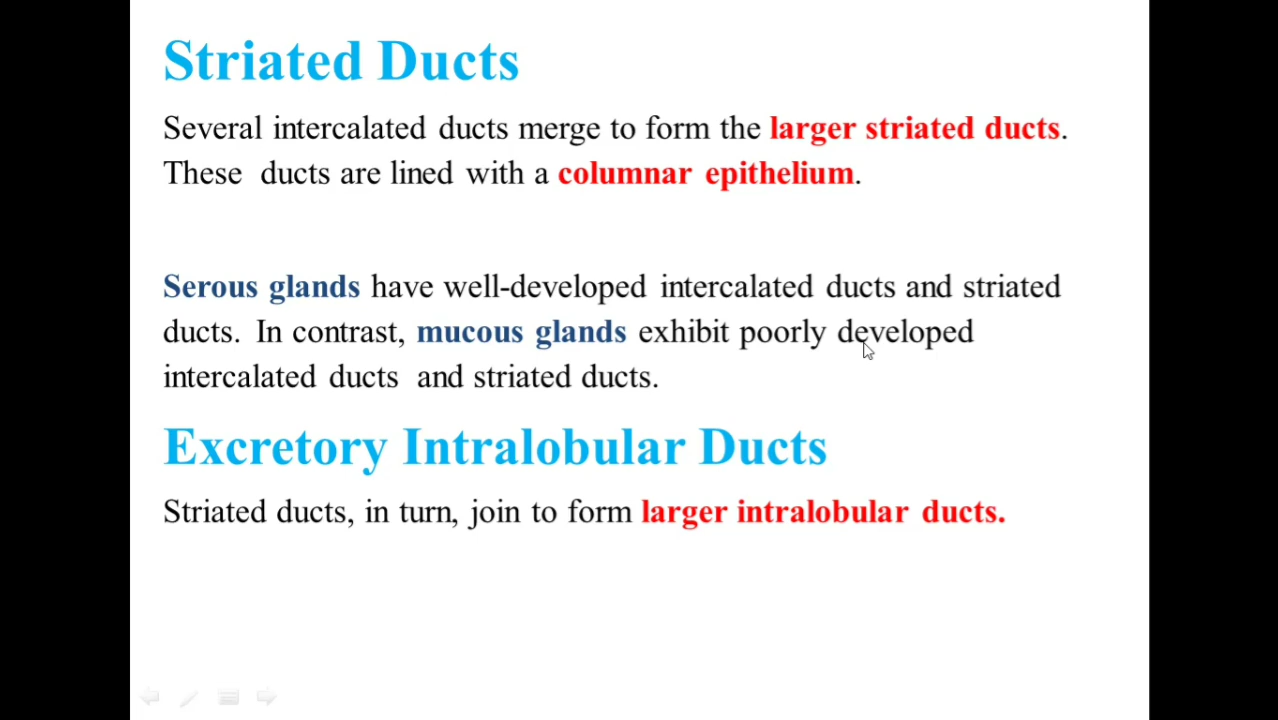 Striated Ducts
Several intercalated ducts merge to form the larger striated ducts.
These ducts are lined with a columnar epithelium.
Serous glands have well-developed intercalated ducts and striated
ducts. In contrast, mucous glands exhibit poorly developed
intercalated ducts and striated ducts.
Excretory Intralobular Ducts
Striated ducts, in turn, join to form larger intralobular ducts.